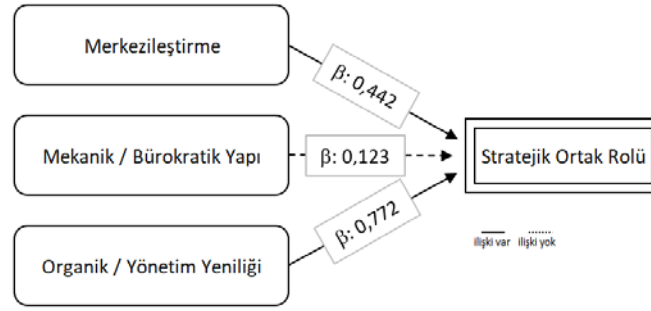 Merkezileştirme
β: 0,442
Mekanik / Bürokratik Yapı
β: 0,123
Stratejik Ortak Rolü
β: 0,772
Organik / Yönetim Yeniliği
ilişki var ilişki yok